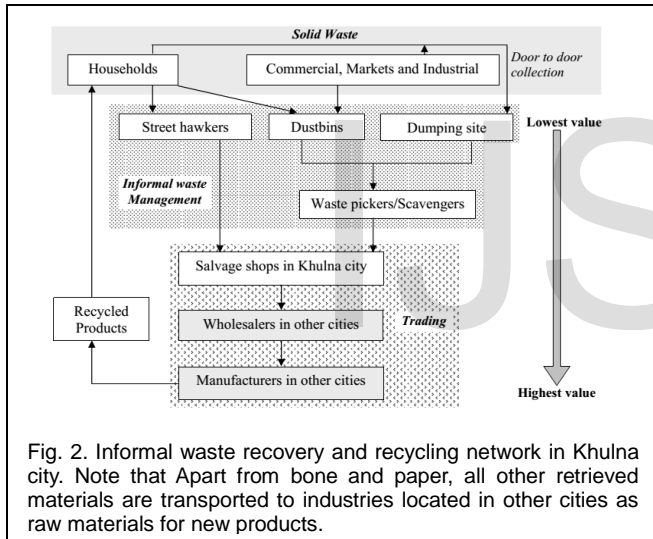 Solid Waste
Door to door
collection
Households
Commercial, Markets and Industrial
Street hawkers
Dustbins
Dumping site
Lowest value
Informal waste
Management
Waste pickers/Scavengers
Salvage shops in Khulna city
Recycled
Products
Wholesalers in other cities
Trading
Manufacturers in other cities
Highest value
IJS
Fig. 2. Informal waste recovery and recycling network in Khulna
city. Note that Apart from bone and paper, all other retrieved
materials are transported to industries located in other cities as
raw materials for new products.